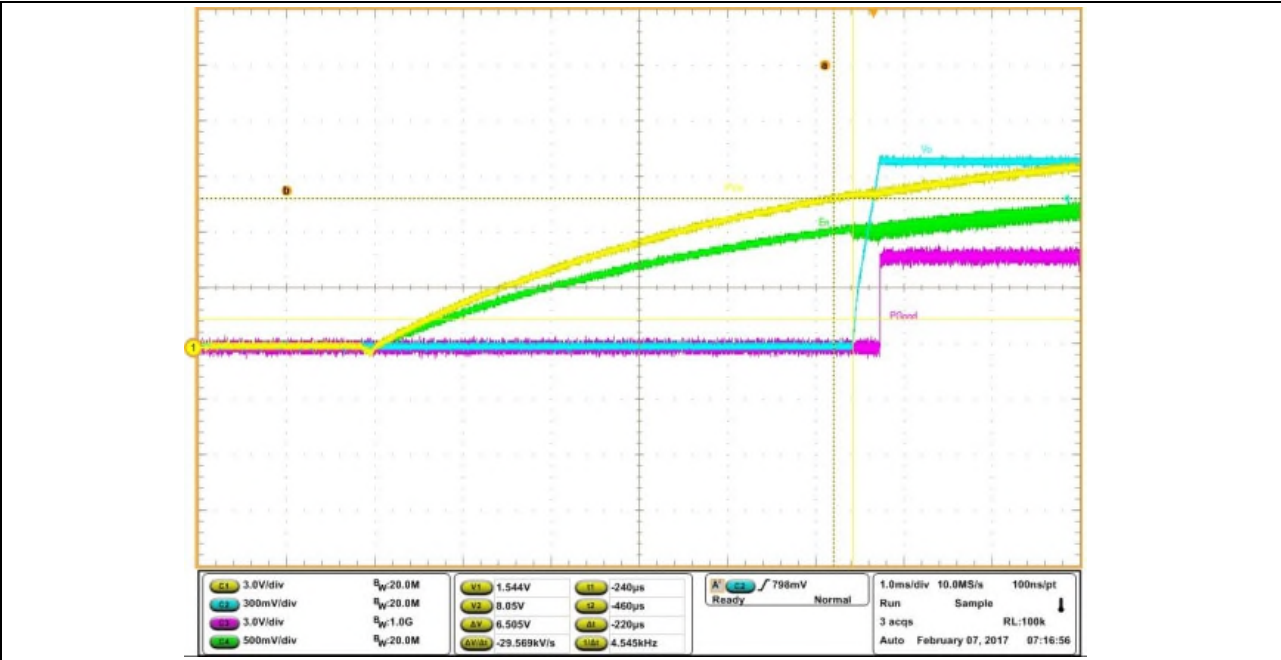 a
b
Vo
PVin
En
1
PGood
C1 3.0V/div BW:20.0M
C2 300mV/div BW:20.0M
C3 3.0V/div BW:1.0G
C4 500mV/div BW:20.0M
V1 1.544V t1 -240µs
V2 8.05V t2 -460µs
ΔV 6.505V Δt -220µs
ΔV/Δt -29.569kV/s 1/Δt 4.545kHz
A' C2 798mV
Ready Normal
1.0ms/div 10.0MS/s 100ns/pt
Run Sample
3 acqs RL:100k
Auto February 07, 2017 07:16:56